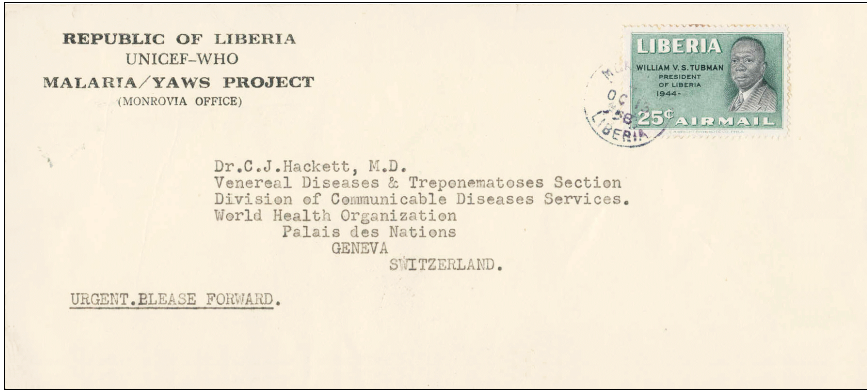 REPUBLIC OF LIBERIA
UNICEF-WHO
MALARIA/YAWS PROJECT
(MONROVIA OFFICE)
LIBERIA
WILLIAM V. S. TUBMAN
PRESIDENT
OF LIBERIA
1944-
25¢ AIRMAIL
OC
58
LIBERIA
Dr.C.J.Hackett, M.D.
Venereal Diseases & Treponematoses Section
Division of Communicable Diseases Services.
World Health Organization
Palais des Nations
GENEVA
SWITZERLAND.
URGENT.PLEASE FORWARD.